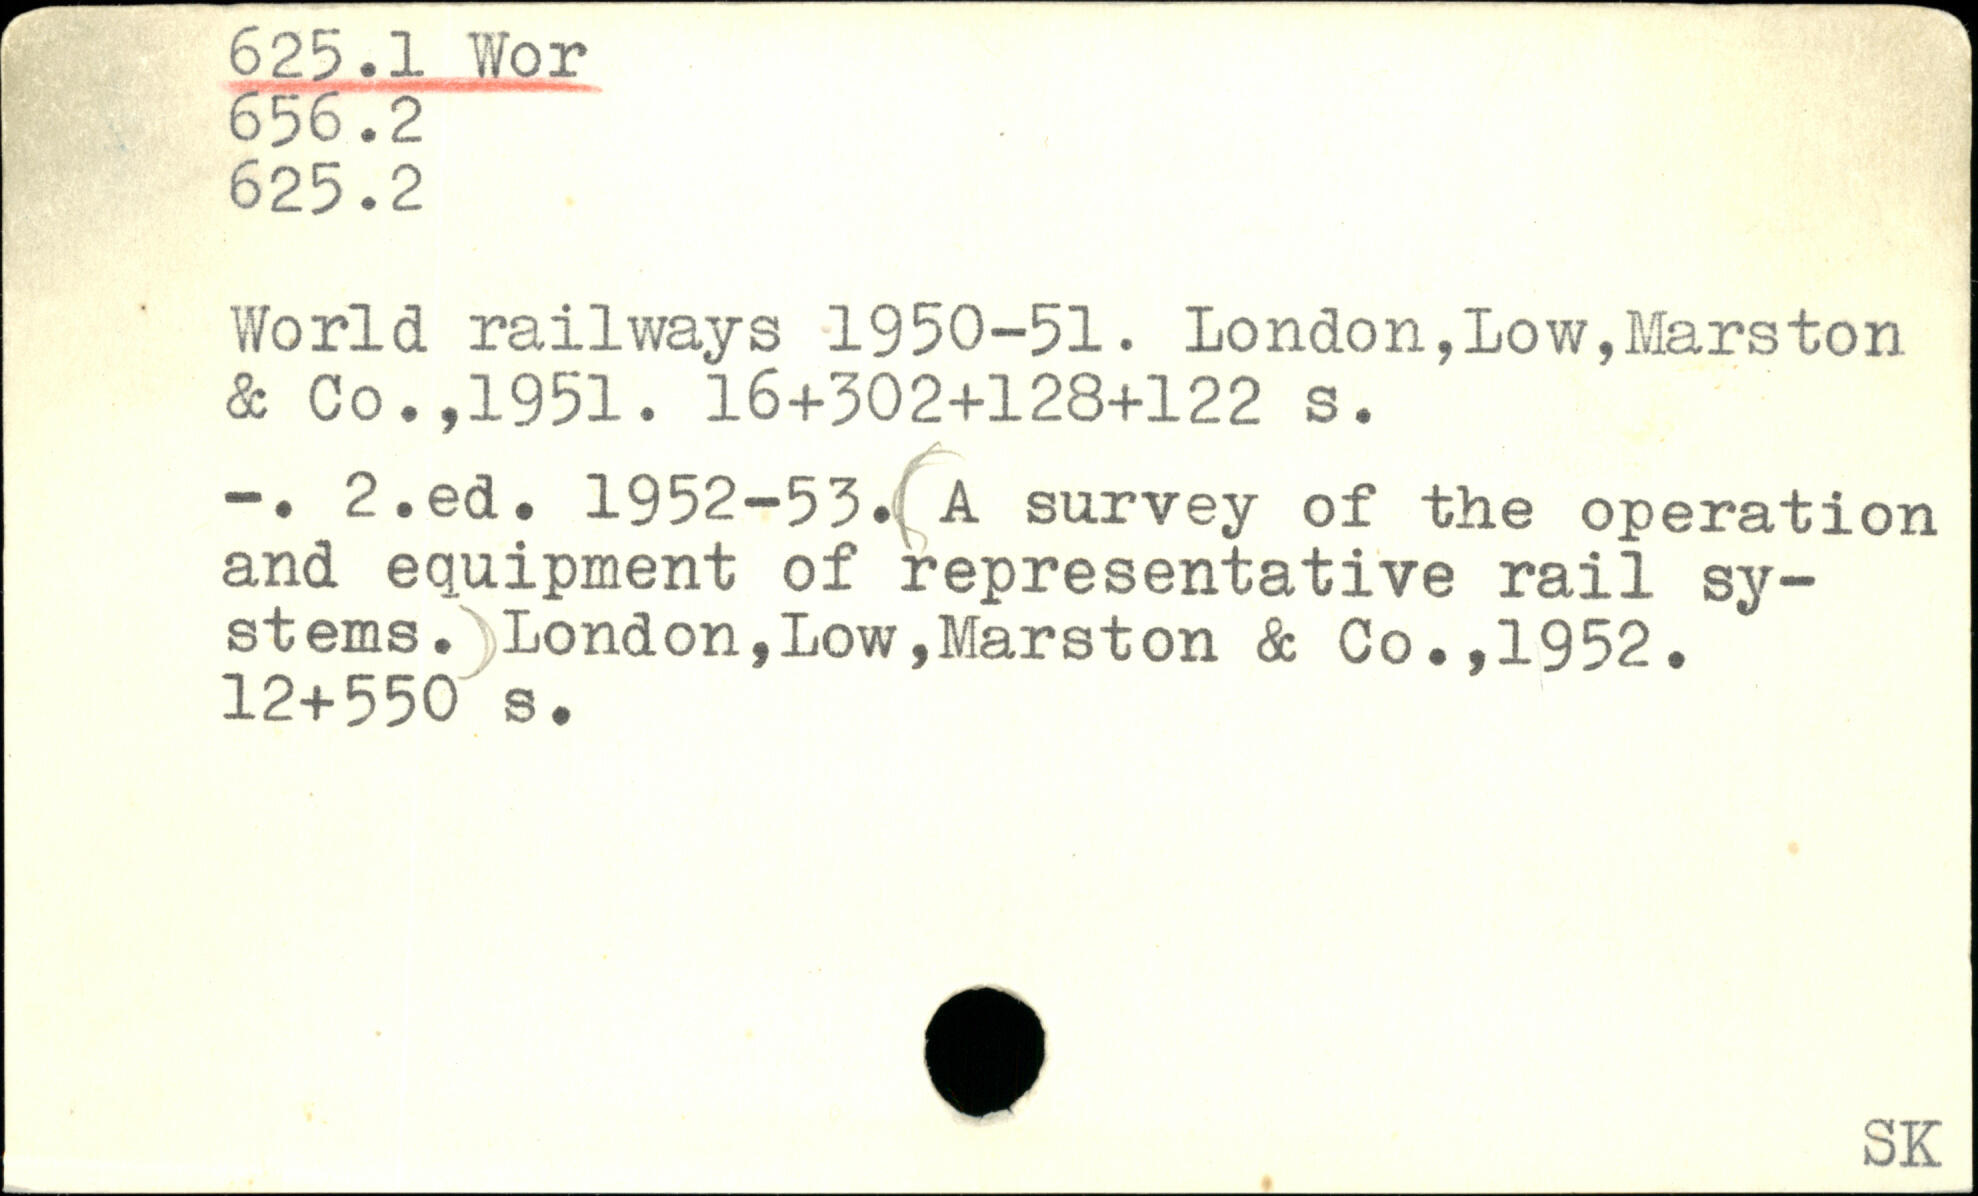 625.1 Wor
656.2
625.2
World railways 1950-51. London,Low,Marston
& Co.,1951. 16+302+128+122 s.
-. 2.ed. 1952-53.(A survey of the operation
and equipment of representative rail sy-
stems.)London,Low,Marston & Co.,1952.
12+550 s.
SK